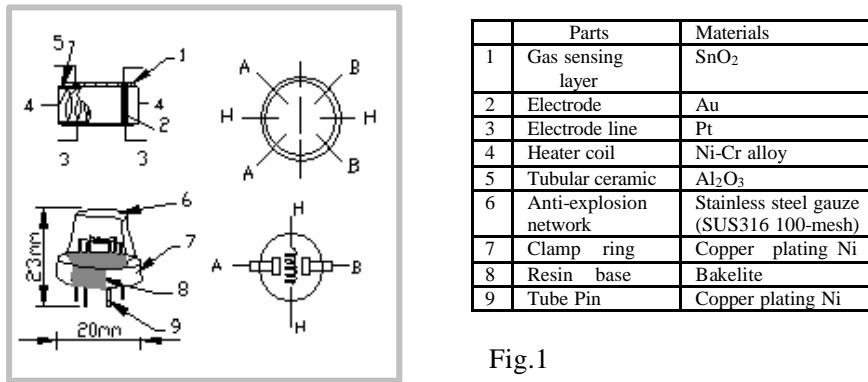 5 1
A B
4 4 H H
2
3 3 A B
6 H
23mm 7 A B
8
9 H
20mm
Parts Materials
1 Gas sensing SnO2
layer
2 Electrode Au
3 Electrode line Pt
4 Heater coil Ni-Cr alloy
5 Tubular ceramic Al2O3
6 Anti-explosion Stainless steel gauze
network (SUS316 100-mesh)
7 Clamp ring Copper plating Ni
8 Resin base Bakelite
9 Tube Pin Copper plating Ni
Fig.1